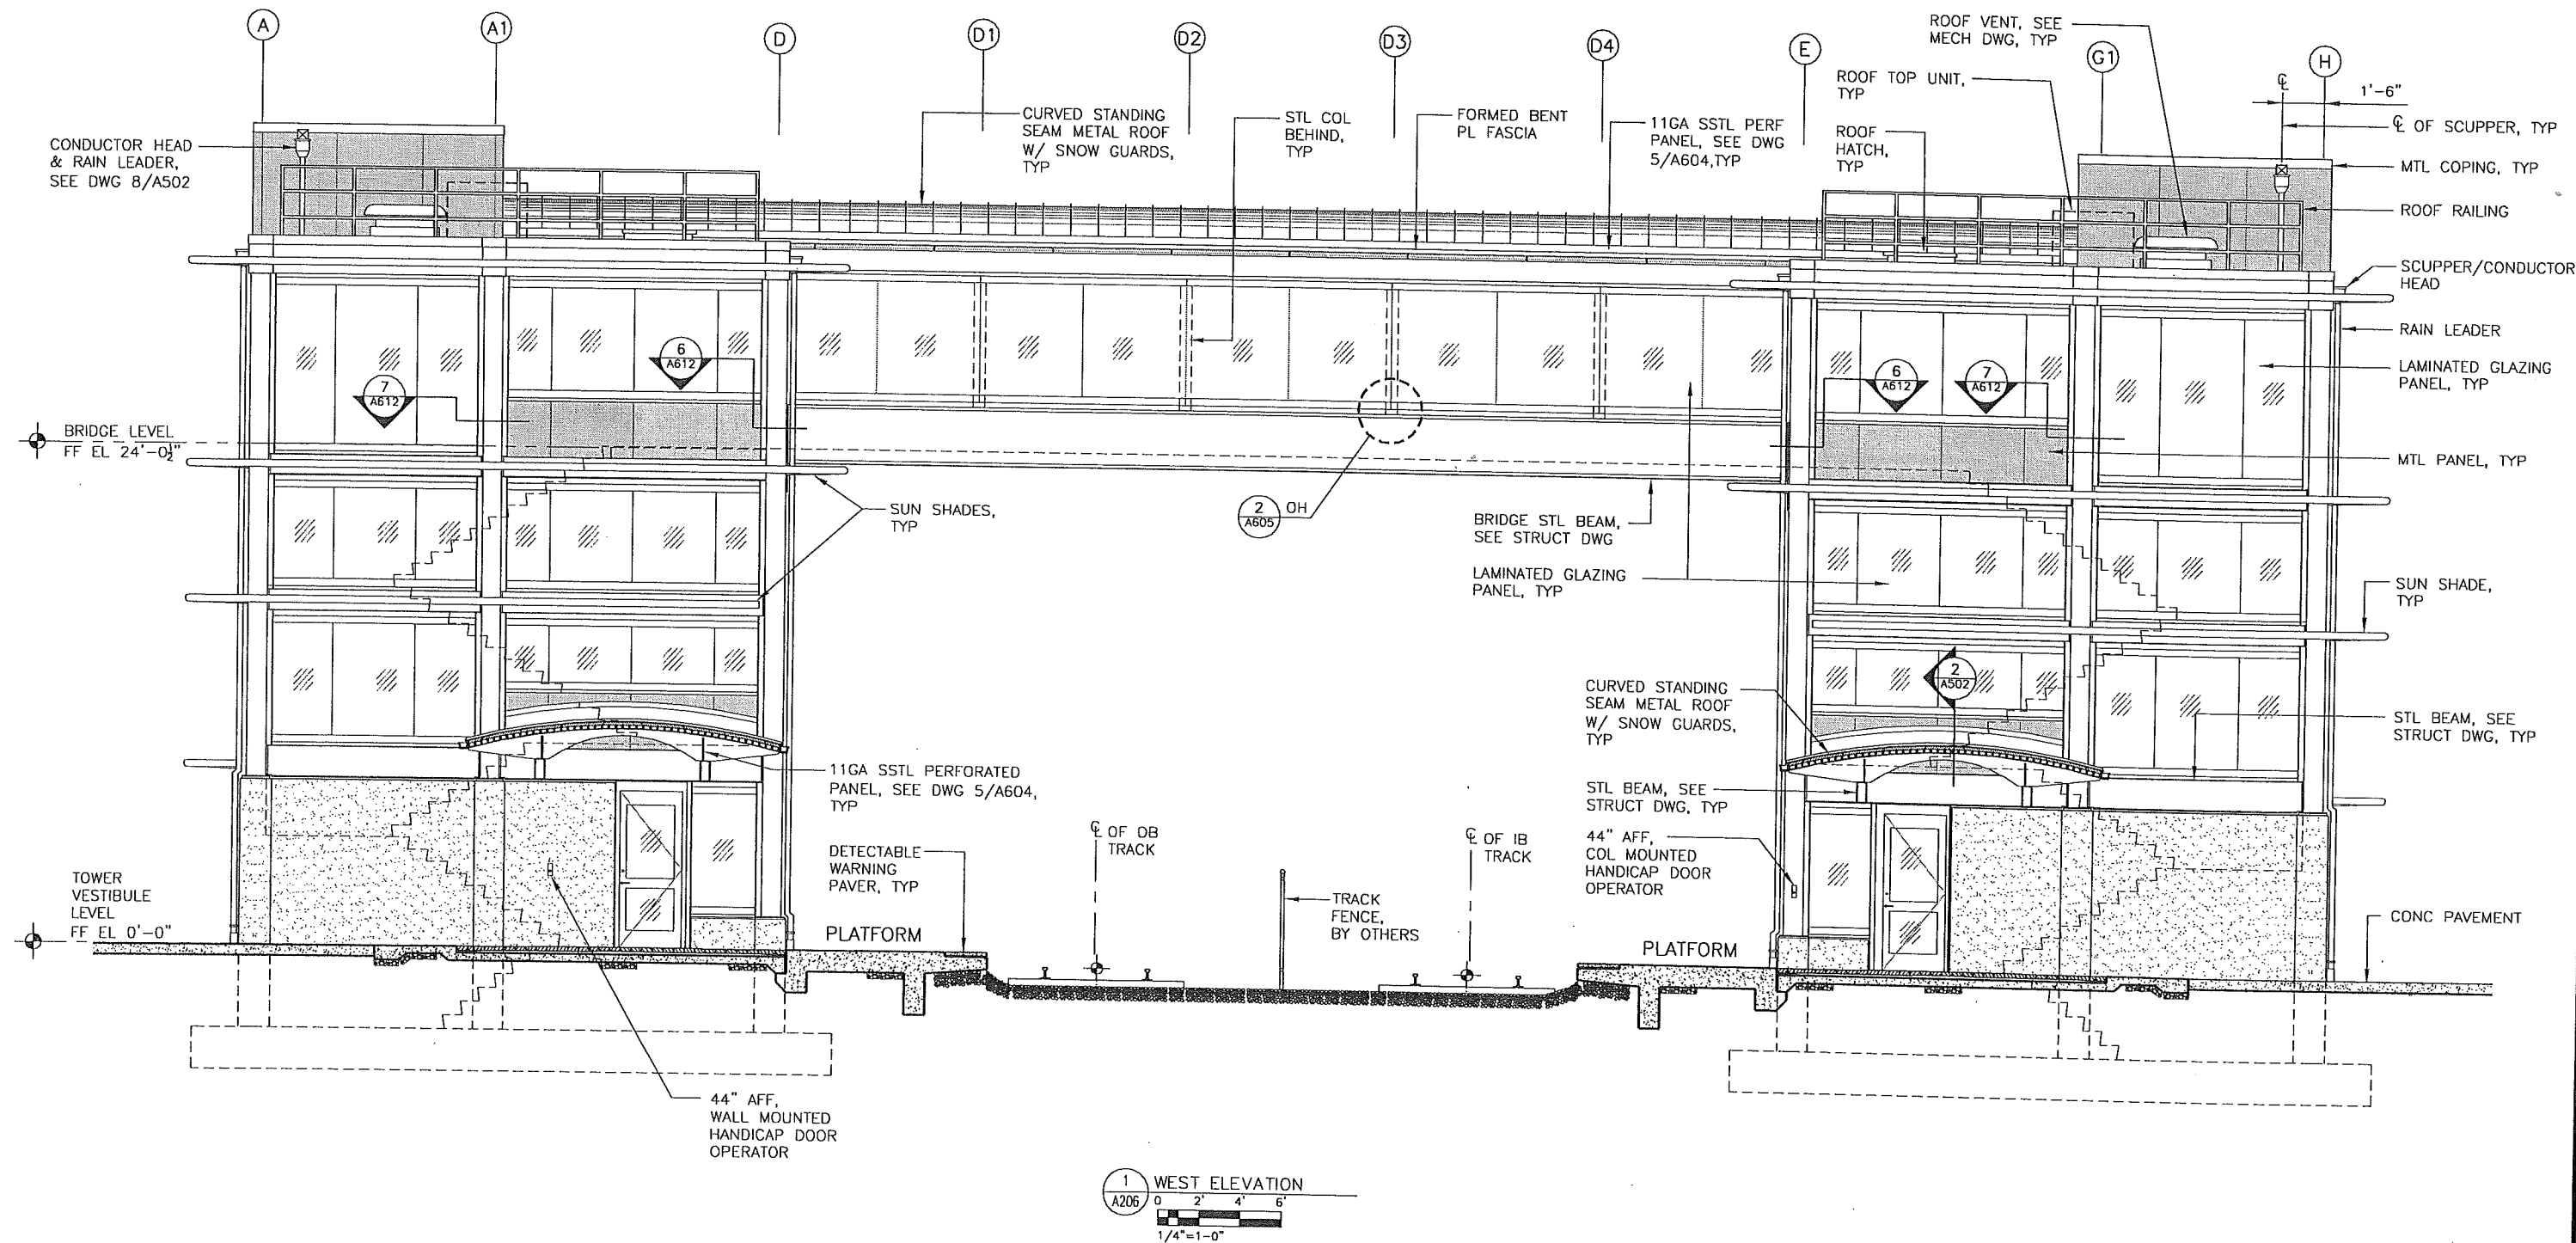 A
A1
D
D1
D2
D3
D4
E
G1
H
ROOF VENT, SEE
MECH DWG, TYP
ROOF TOP UNIT,
TYP
ROOF
HATCH,
TYP
℄
1'-6"
℄ OF SCUPPER, TYP
MTL COPING, TYP
ROOF RAILING
SCUPPER/CONDUCTOR
HEAD
RAIN LEADER
LAMINATED GLAZING
PANEL, TYP
MTL PANEL, TYP
SUN SHADE,
TYP
STL BEAM, SEE
STRUCT DWG, TYP
CONC PAVEMENT
CONDUCTOR HEAD
& RAIN LEADER,
SEE DWG 8/A502
CURVED STANDING
SEAM METAL ROOF
W/ SNOW GUARDS,
TYP
STL COL
BEHIND,
TYP
FORMED BENT
PL FASCIA
11GA SSTL PERF
PANEL, SEE DWG
5/A604,TYP
6
A612
7
A612
6
A612
7
A612
BRIDGE LEVEL
FF EL 24'-0½"
SUN SHADES,
TYP
2
A605
OH
BRIDGE STL BEAM,
SEE STRUCT DWG
LAMINATED GLAZING
PANEL, TYP
2
A502
CURVED STANDING
SEAM METAL ROOF
W/ SNOW GUARDS,
TYP
STL BEAM, SEE
STRUCT DWG, TYP
44" AFF,
COL MOUNTED
HANDICAP DOOR
OPERATOR
11GA SSTL PERFORATED
PANEL, SEE DWG 5/A604,
TYP
DETECTABLE
WARNING
PAVER, TYP
℄ OF OB
TRACK
℄ OF IB
TRACK
TRACK
FENCE,
BY OTHERS
TOWER
VESTIBULE
LEVEL
FF EL 0'-0"
PLATFORM
PLATFORM
44" AFF,
WALL MOUNTED
HANDICAP DOOR
OPERATOR
1
A206
WEST ELEVATION
0 2' 4' 6'
1/4"=1-0"